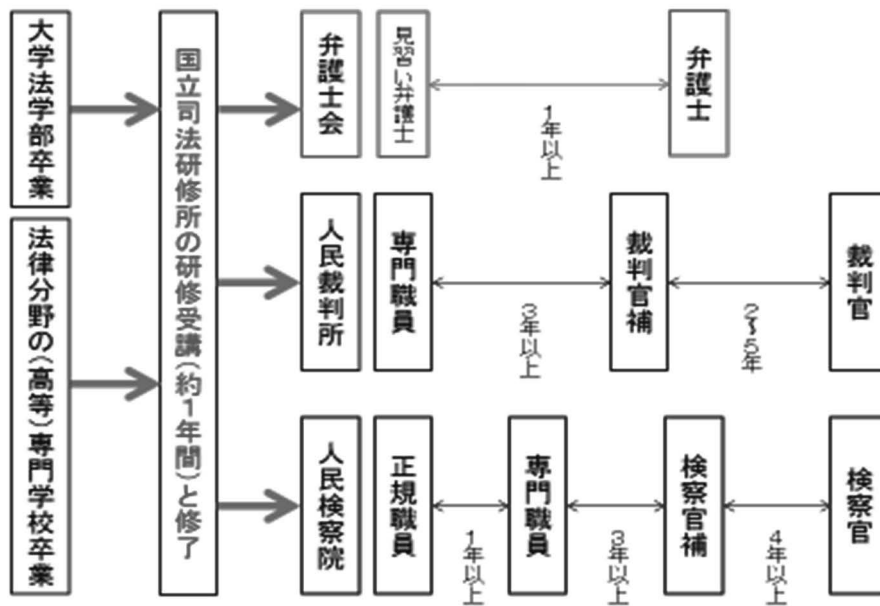 大学法学部卒業
法律分野の(高等)専門学校卒業
国立司法研修所の研修受講(約1年間)と修了
弁護士会
見習い弁護士
1年以上
弁護士
人民裁判所
専門職員
3年以上
裁判官補
2~5年
裁判官
人民検察院
正規職員
1年以上
専門職員
3年以上
検察官補
4年以上
検察官